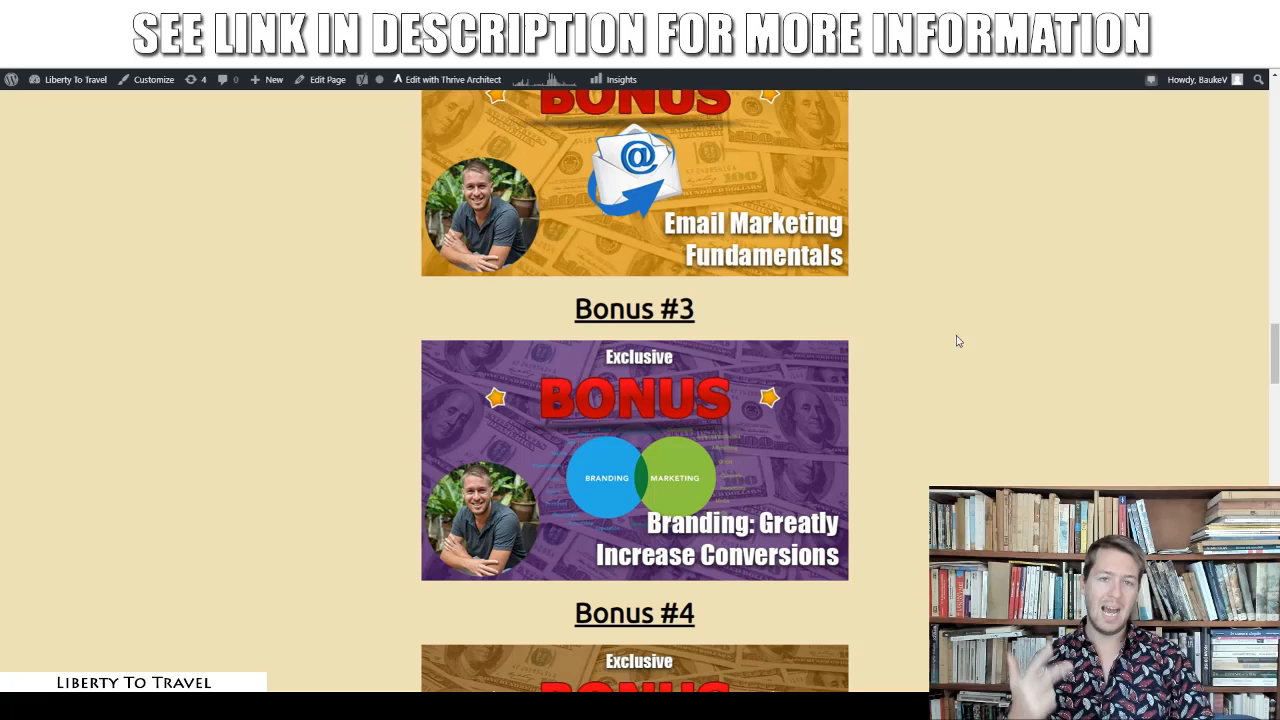 SEE LINK IN DESCRIPTION FOR MORE INFORMATION
Liberty To Travel Customize 4 0 New Edit Page Edit with Thrive Architect Insights Howdy, BaukeV
BONUS
@
Email Marketing
Fundamentals
Bonus #3
Exclusive
BONUS
BRANDING MARKETING
Branding: Greatly
Increase Conversions
Bonus #4
Exclusive
BONUS
LIBERTY TO TRAVEL